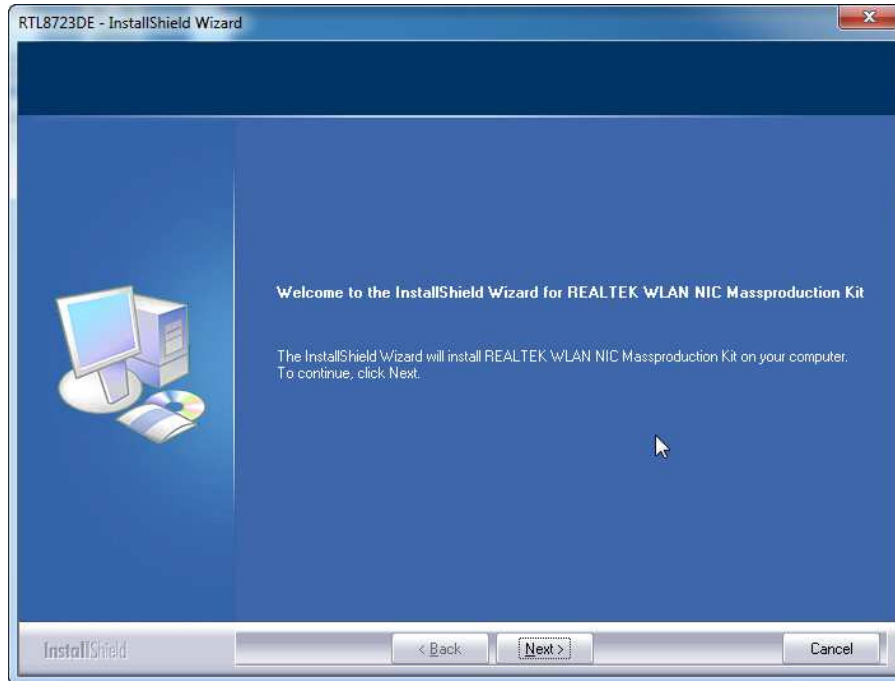 RTL8723DE - InstallShield Wizard
Welcome to the InstallShield Wizard for REALTEK WLAN NIC Massproduction Kit
The InstallShield Wizard will install REALTEK WLAN NIC Massproduction Kit on your computer.
To continue, click Next.
InstallShield
< Back
Next >
Cancel